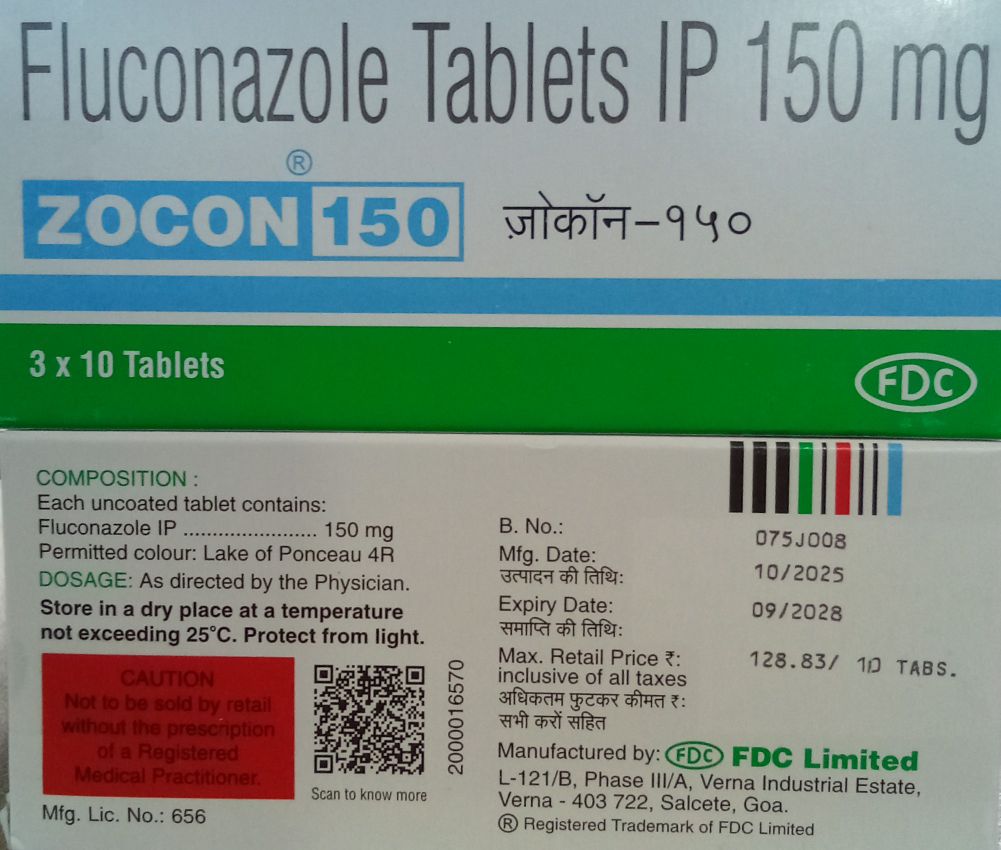 Fluconazole Tablets IP 150 mg
ZOCON® 150 ज़ोकॉन–१५०
3 x 10 Tablets
FDC
COMPOSITION :
Each uncoated tablet contains:
Fluconazole IP ....................... 150 mg
Permitted colour: Lake of Ponceau 4R
DOSAGE: As directed by the Physician.
Store in a dry place at a temperature
not exceeding 25°C. Protect from light.
CAUTION
Not to be sold by retail
without the prescription
of a Registered
Medical Practitioner.
Scan to know more
2000016570
Mfg. Lic. No.: 656
B. No.: 075J008
Mfg. Date: 10/2025
उत्पादन की तिथि:
Expiry Date: 09/2028
समाप्ति की तिथि:
Max. Retail Price ₹: 128.83/ 10 TABS.
inclusive of all taxes
अधिकतम फुटकर कीमत ₹:
सभी करों सहित
Manufactured by: FDC FDC Limited
L-121/B, Phase III/A, Verna Industrial Estate,
Verna - 403 722, Salcete, Goa.
® Registered Trademark of FDC Limited